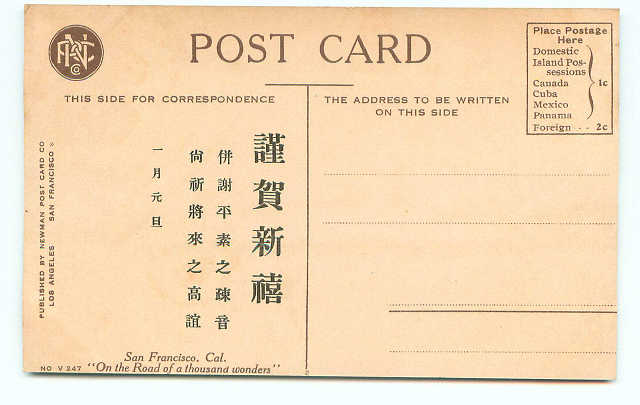 POST CARD
Place Postage
Here
Domestic
Island Pos-
sessions
Canada
Cuba
Mexico
Panama
1c
Foreign - - 2c
THIS SIDE FOR CORRESPONDENCE
THE ADDRESS TO BE WRITTEN
ON THIS SIDE
謹賀新禧
併謝平素之疎音
尚祈將來之高誼
一月元旦
PUBLISHED BY NEWMAN POST CARD CO
LOS ANGELES SAN FRANCISCO
San Francisco, Cal.
NO V 247 "On the Road of a thousand wonders"